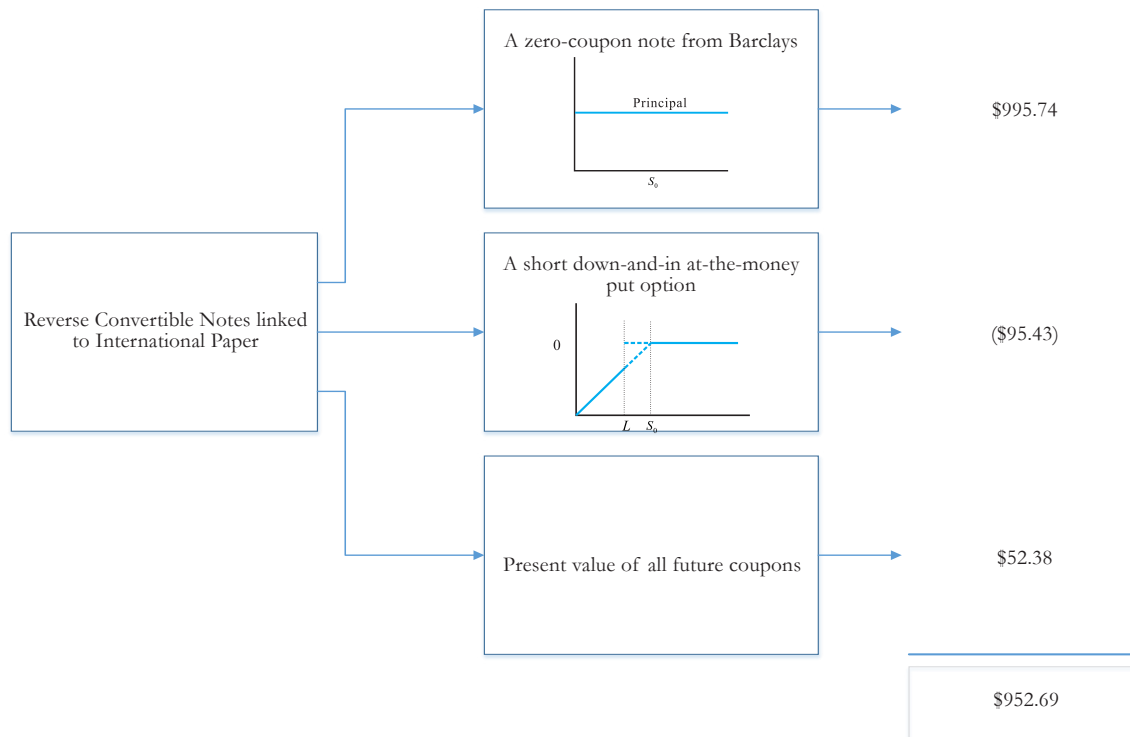 A zero-coupon note from Barclays
Principal
S₀
$995.74
Reverse Convertible Notes linked
to International Paper
A short down-and-in at-the-money
put option
0
L S₀
($95.43)
Present value of all future coupons
$52.38
$952.69